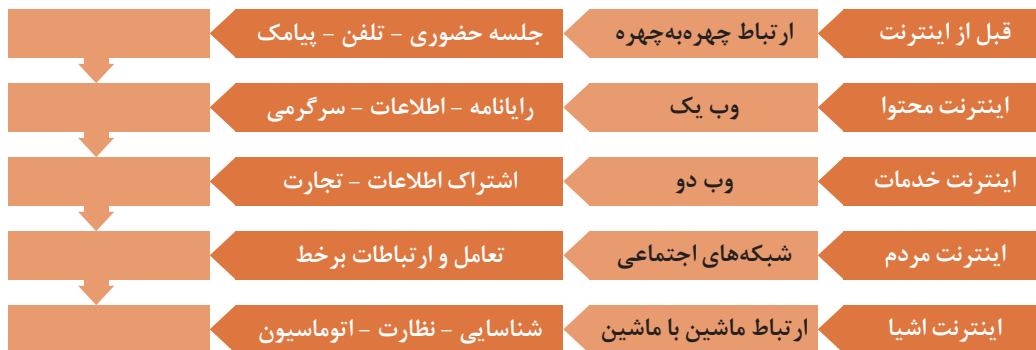 قبل از اینترنت ارتباط چهره‌به‌چهره جلسه حضوری - تلفن - پیامک
اینترنت محتوا وب یک رایانامه - اطلاعات - سرگرمی
اینترنت خدمات وب دو اشتراک اطلاعات - تجارت
اینترنت مردم شبکه‌های اجتماعی تعامل و ارتباطات برخط
اینترنت اشیا ارتباط ماشین با ماشین شناسایی - نظارت - اتوماسیون